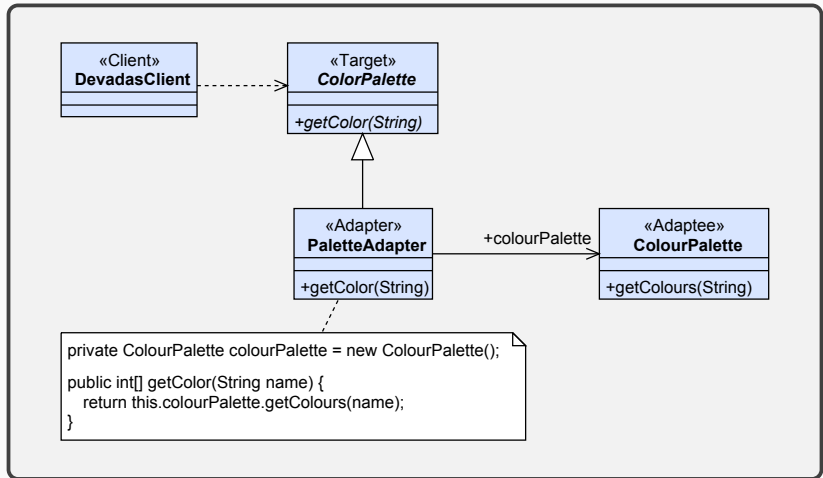 «Client»
DevadasClient
«Target»
ColorPalette
+getColor(String)
«Adapter»
PaletteAdapter
+getColor(String)
+colourPalette
«Adaptee»
ColourPalette
+getColours(String)
private ColourPalette colourPalette = new ColourPalette();
public int[] getColor(String name) {
return this.colourPalette.getColours(name);
}